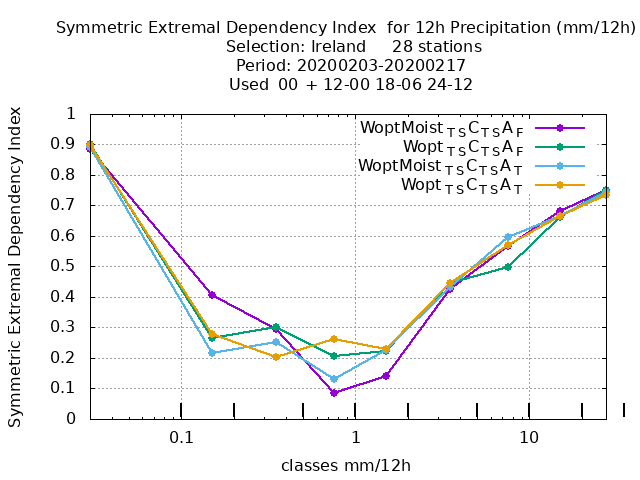 Symmetric Extremal Dependency Index for 12h Precipitation (mm/12h)
Selection: Ireland 28 stations
Period: 20200203-20200217
Used 00 + 12-00 18-06 24-12
Symmetric Extremal Dependency Index
1
0.9
0.8
0.7
0.6
0.5
0.4
0.3
0.2
0.1
0
WoptMoist TS C TS A F
Wopt TS C TS A F
WoptMoist TS C TS A T
Wopt TS C TS A T
0.1 1 10
classes mm/12h